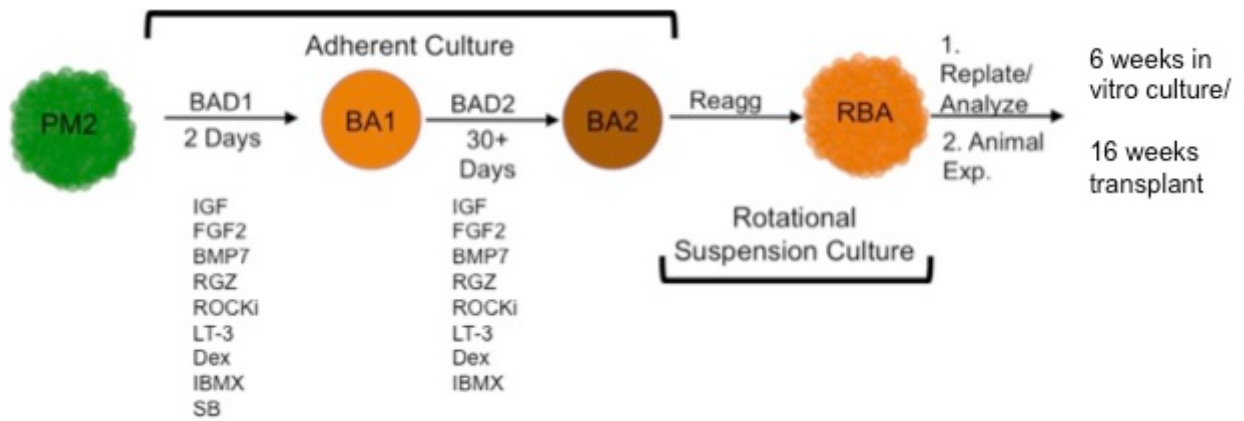 Adherent Culture
PM2
BAD1
2 Days
BA1
BAD2
30+
Days
BA2
Reagg
RBA
1.
Replate/
Analyze
2. Animal
Exp.
6 weeks in
vitro culture/
16 weeks
transplant
IGF
FGF2
BMP7
RGZ
ROCKi
LT-3
Dex
IBMX
SB
IGF
FGF2
BMP7
RGZ
ROCKi
LT-3
Dex
IBMX
Rotational
Suspension Culture